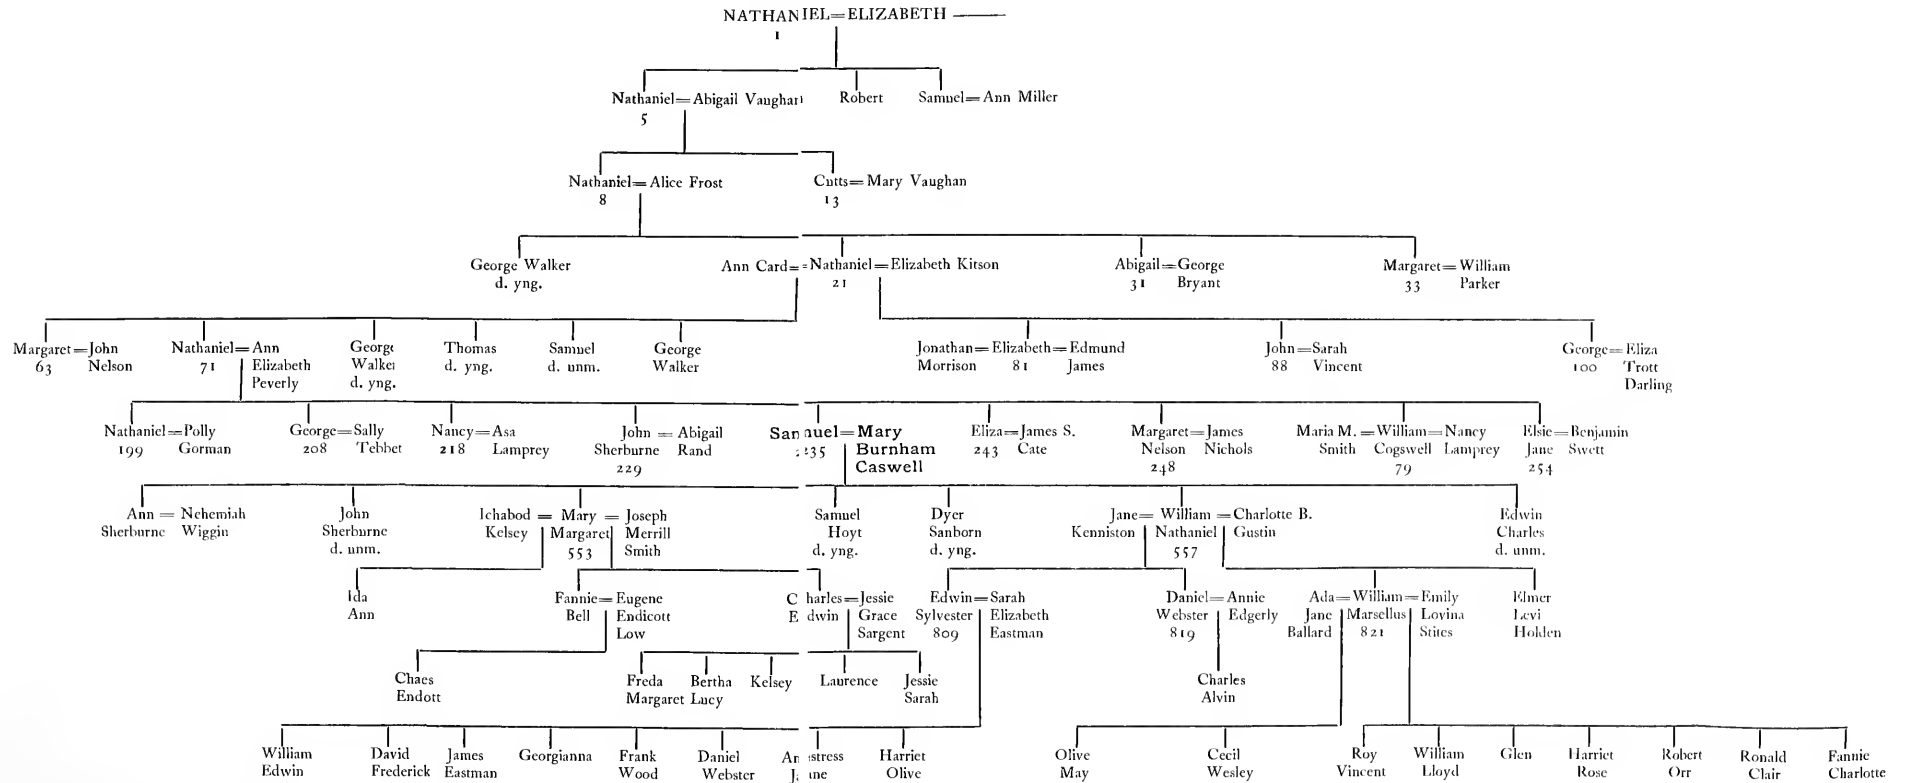 NATHANIEL=ELIZABETH ——
1
Nathaniel=Abigail Vaughan Robert Samuel=Ann Miller
5
Nathaniel=Alice Frost Cutts=Mary Vaughan
8 13
George Walker Ann Card==Nathaniel=Elizabeth Kitson Abigail=George Margaret=William
d. yng. 21 31 Bryant 33 Parker
Margaret=John Nathaniel=Ann George Thomas Samuel George Jonathan=Elizabeth=Edmund John=Sarah George=Eliza
63 Nelson 71 Elizabeth Walker d. yng. d. unm. Walker Morrison 81 James 88 Vincent 100 Trott
Peverly d. yng. Darling
Nathaniel=Polly George=Sally Nancy=Asa John = Abigail Samuel=Mary Eliza=James S. Margaret=James Maria M. =William=Nancy Elsie=Benjamin
199 Gorman 208 Tebbet 218 Lamprey Sherburne Rand 235 Burnham 243 Cate Nelson Nichols Smith Cogswell Lamprey Jane Swett
229 Caswell 248 79 254
Ann = Nehemiah John Ichabod = Mary = Joseph Samuel Dyer Jane= William =Charlotte B. Edwin
Sherburne Wiggin Sherburne Kelsey Margaret Merrill Hoyt Sanborn Kenniston Nathaniel Gustin Charles
d. unm. 553 Smith d. yng. d. yng. 557 d. unm.
Ida Fannie=Eugene Charles=Jessie Edwin=Sarah Daniel=Annie Ada=William=Emily Elmer
Ann Bell Endicott Edwin Grace Sylvester Elizabeth Webster Edgerly Jane Marsellus Lovina Levi
Low Sargent 809 Eastman 819 Ballard 821 Stites Holden
Chaes Freda Bertha Kelsey Laurence Jessie Charles
Endott Margaret Lucy Sarah Alvin
William David James Georgianna Frank Daniel Harriet Olive Cecil Roy William Glen Harriet Robert Ronald Fannie
Edwin Frederick Eastman Wood Webster Olive May Wesley Vincent Lloyd Rose Orr Clair Charlotte